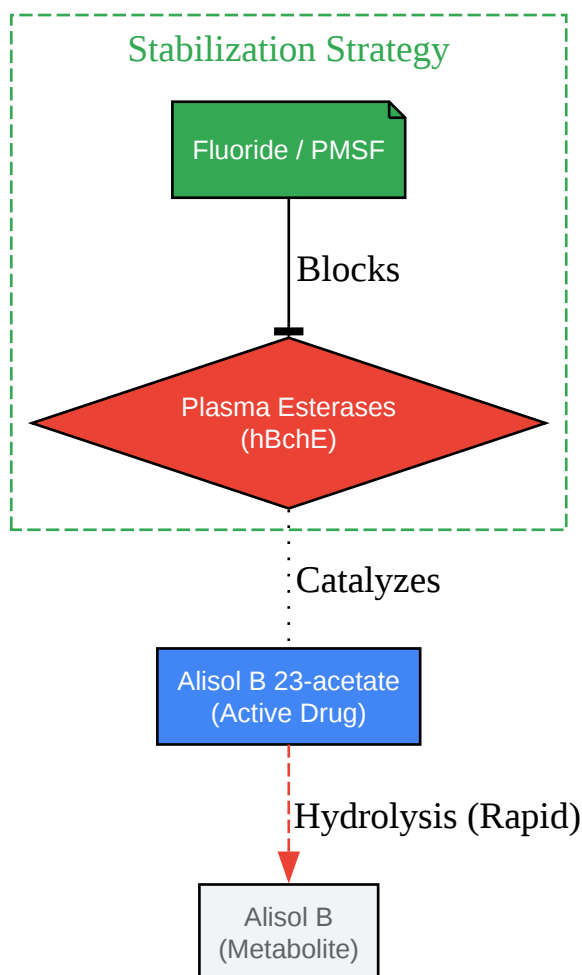 Stabilization Strategy
Fluoride / PMSF
Blocks
Plasma Esterases
(hBchE)
Catalyzes
Alisol B 23-acetate
(Active Drug)
Hydrolysis (Rapid)
Alisol B
(Metabolite)